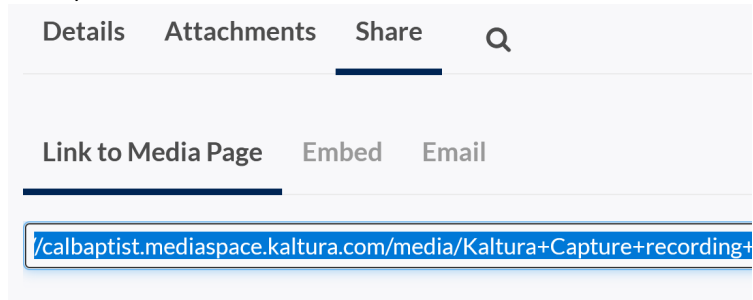 Details Attachments Share
Link to Media Page Embed Email
/calbaptist.mediaspace.kaltura.com/media/Kaltura+Capture+recording+